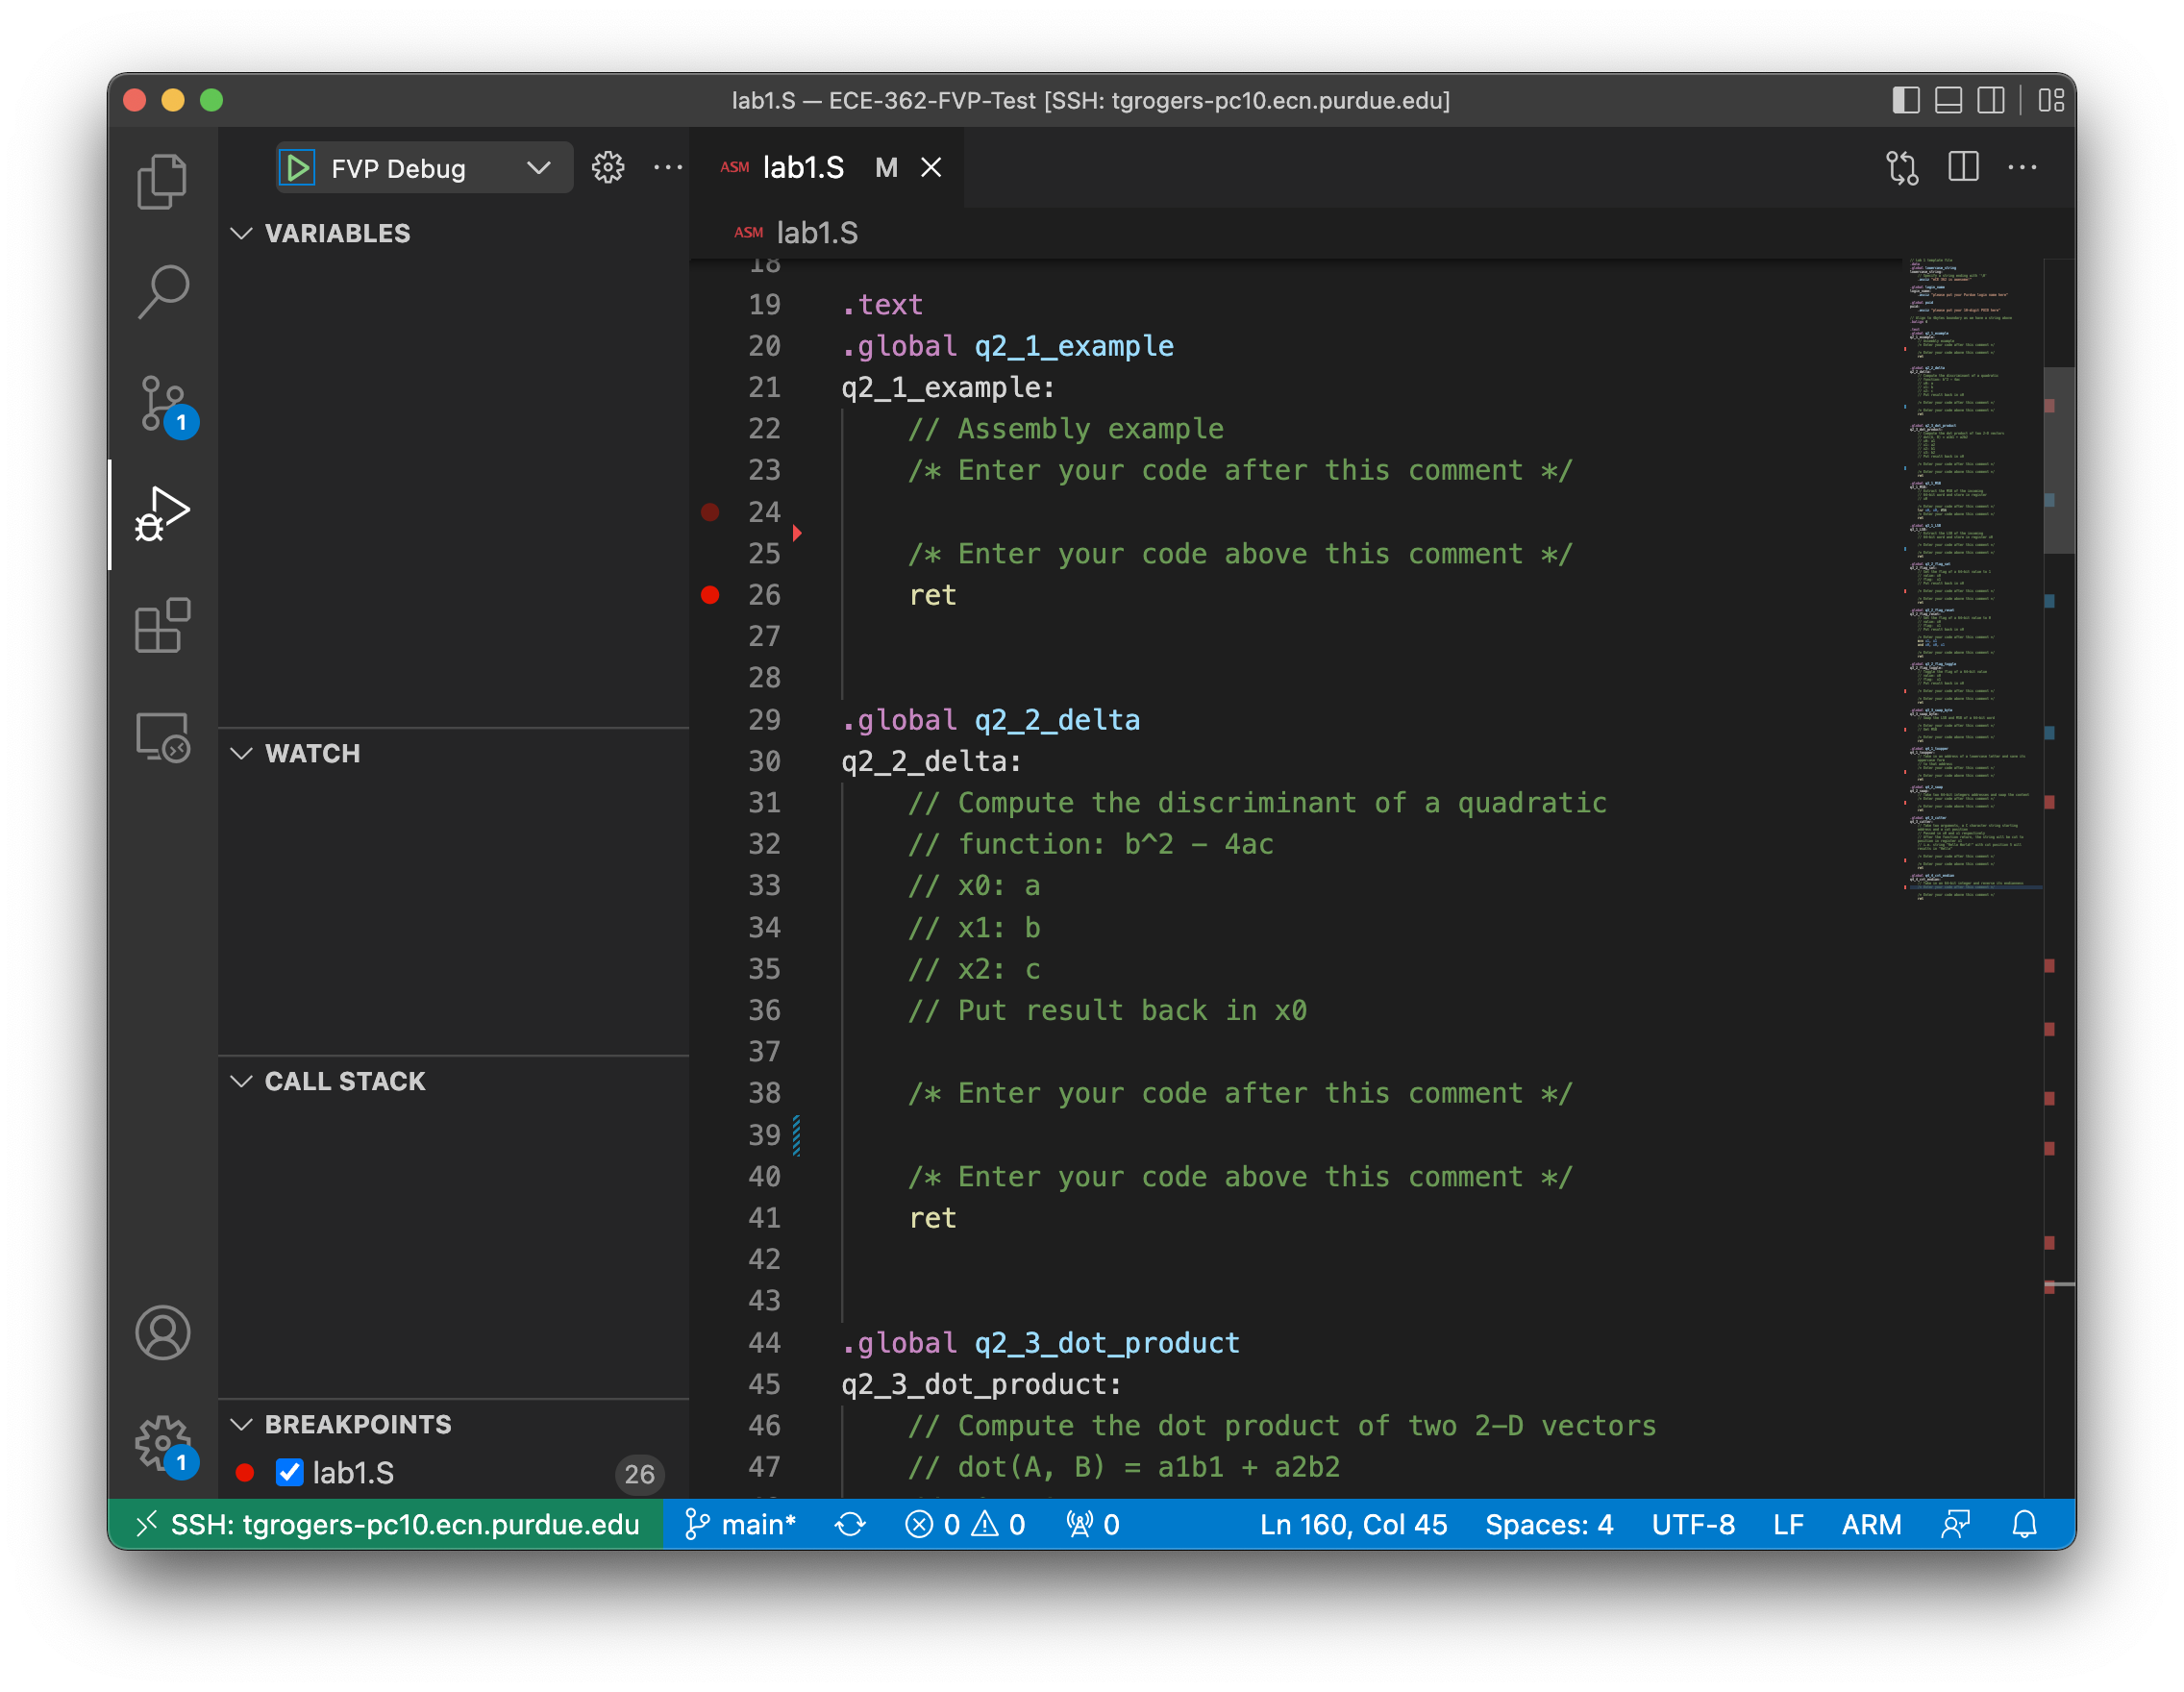 lab1.S — ECE-362-FVP-Test [SSH: tgrogers-pc10.ecn.purdue.edu]
FVP Debug
ASM lab1.S M
VARIABLES
ASM lab1.S
18
19 .text
20 .global q2_1_example
21 q2_1_example:
22 // Assembly example
23 /* Enter your code after this comment */
24
25 /* Enter your code above this comment */
26 ret
27
28
29 .global q2_2_delta
30 q2_2_delta:
31 // Compute the discriminant of a quadratic
32 // function: b^2 - 4ac
33 // x0: a
34 // x1: b
35 // x2: c
36 // Put result back in x0
37
38 /* Enter your code after this comment */
39
40 /* Enter your code above this comment */
41 ret
42
43
44 .global q2_3_dot_product
45 q2_3_dot_product:
46 // Compute the dot product of two 2-D vectors
47 // dot(A, B) = a1b1 + a2b2
1
WATCH
CALL STACK
BREAKPOINTS
1
lab1.S 26
SSH: tgrogers-pc10.ecn.purdue.edu main* 0 0 0 Ln 160, Col 45 Spaces: 4 UTF-8 LF ARM